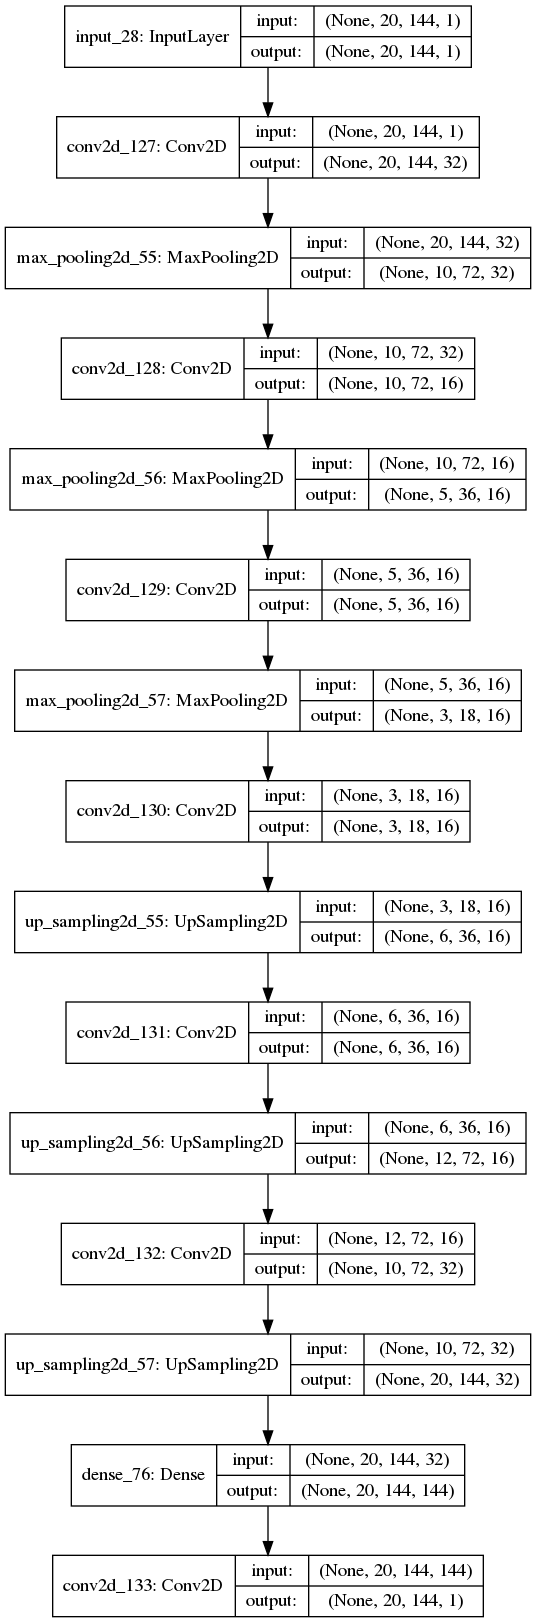 input_28: InputLayer
input: (None, 20, 144, 1)
output: (None, 20, 144, 1)
conv2d_127: Conv2D
input: (None, 20, 144, 1)
output: (None, 20, 144, 32)
max_pooling2d_55: MaxPooling2D
input: (None, 20, 144, 32)
output: (None, 10, 72, 32)
conv2d_128: Conv2D
input: (None, 10, 72, 32)
output: (None, 10, 72, 16)
max_pooling2d_56: MaxPooling2D
input: (None, 10, 72, 16)
output: (None, 5, 36, 16)
conv2d_129: Conv2D
input: (None, 5, 36, 16)
output: (None, 5, 36, 16)
max_pooling2d_57: MaxPooling2D
input: (None, 5, 36, 16)
output: (None, 3, 18, 16)
conv2d_130: Conv2D
input: (None, 3, 18, 16)
output: (None, 3, 18, 16)
up_sampling2d_55: UpSampling2D
input: (None, 3, 18, 16)
output: (None, 6, 36, 16)
conv2d_131: Conv2D
input: (None, 6, 36, 16)
output: (None, 6, 36, 16)
up_sampling2d_56: UpSampling2D
input: (None, 6, 36, 16)
output: (None, 12, 72, 16)
conv2d_132: Conv2D
input: (None, 12, 72, 16)
output: (None, 10, 72, 32)
up_sampling2d_57: UpSampling2D
input: (None, 10, 72, 32)
output: (None, 20, 144, 32)
dense_76: Dense
input: (None, 20, 144, 32)
output: (None, 20, 144, 144)
conv2d_133: Conv2D
input: (None, 20, 144, 144)
output: (None, 20, 144, 1)